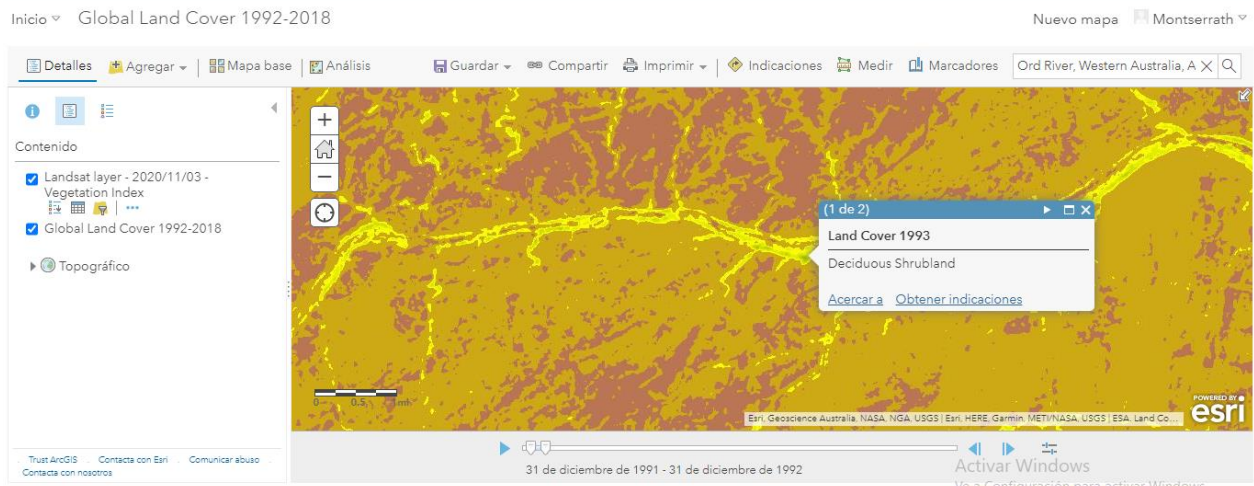 Inicio Global Land Cover 1992-2018 Nuevo mapa Montserrath
Detalles Agregar Mapa base Análisis Guardar Compartir Imprimir Indicaciones Medir Marcadores Ord River, Western Australia, A
Contenido
Landsat layer - 2020/11/03 -
Vegetation Index
Global Land Cover 1992-2018
Topográfico
(1 de 2)
Land Cover 1993
Deciduous Shrubland
Acercar a Obtener indicaciones
0 0.5 1mi
POWERED BY
esri
Esri, Geoscience Australia, NASA, NGA, USGS | Esri, HERE, Garmin, METI/NASA, USGS | ESA, Land Co...
31 de diciembre de 1991 - 31 de diciembre de 1992
Trust ArcGIS Contacta con Esri Comunicar abuso
Contacta con nosotros
Activar Windows